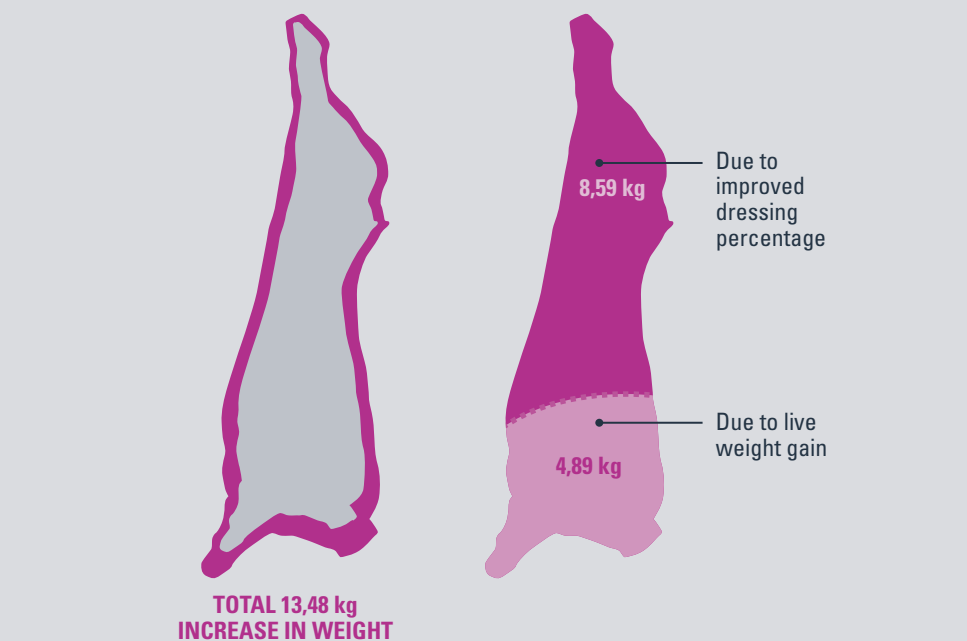 Due to
improved
dressing
percentage
8,59 kg
Due to live
weight gain
4,89 kg
TOTAL 13,48 kg
INCREASE IN WEIGHT